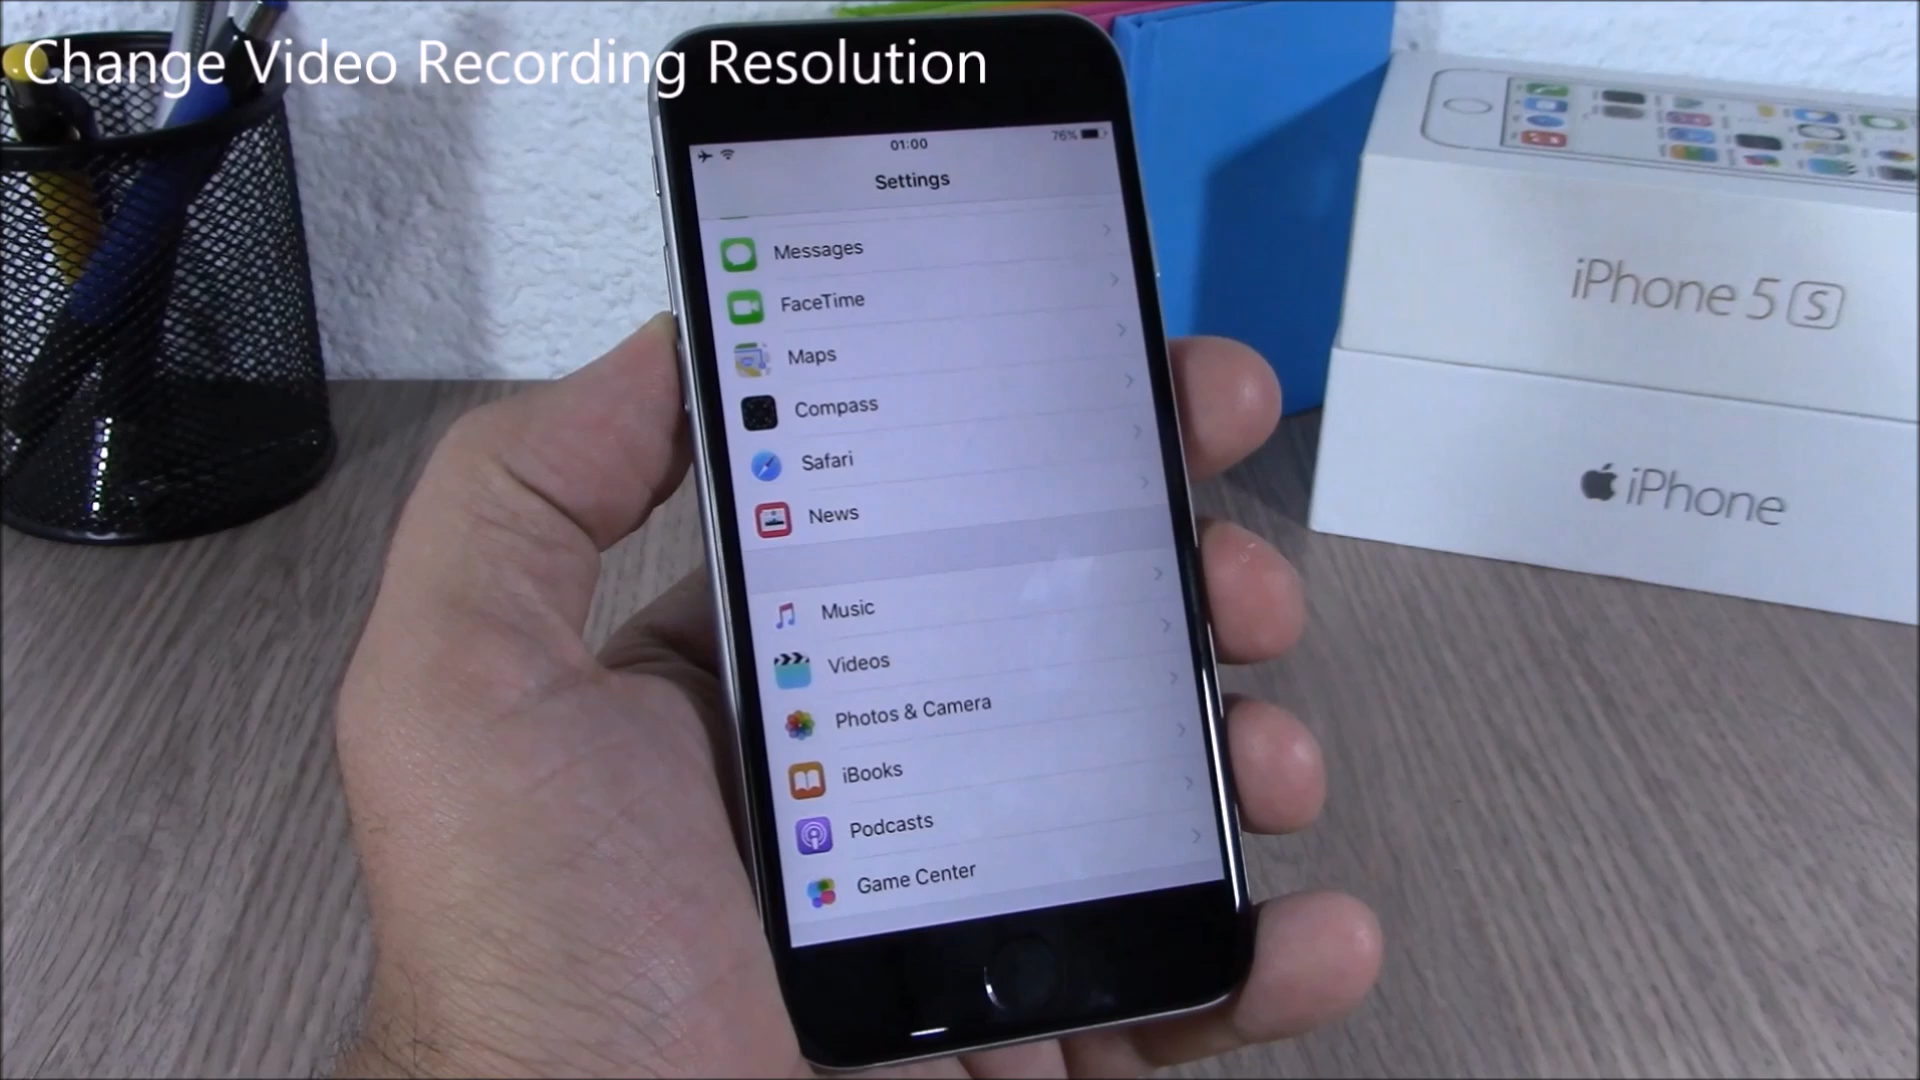 Change Video Recording Resolution
01:00
76%
Settings
Messages
FaceTime
Maps
Compass
Safari
News
Music
Videos
Photos & Camera
iBooks
Podcasts
Game Center
iPhone 5 S
iPhone